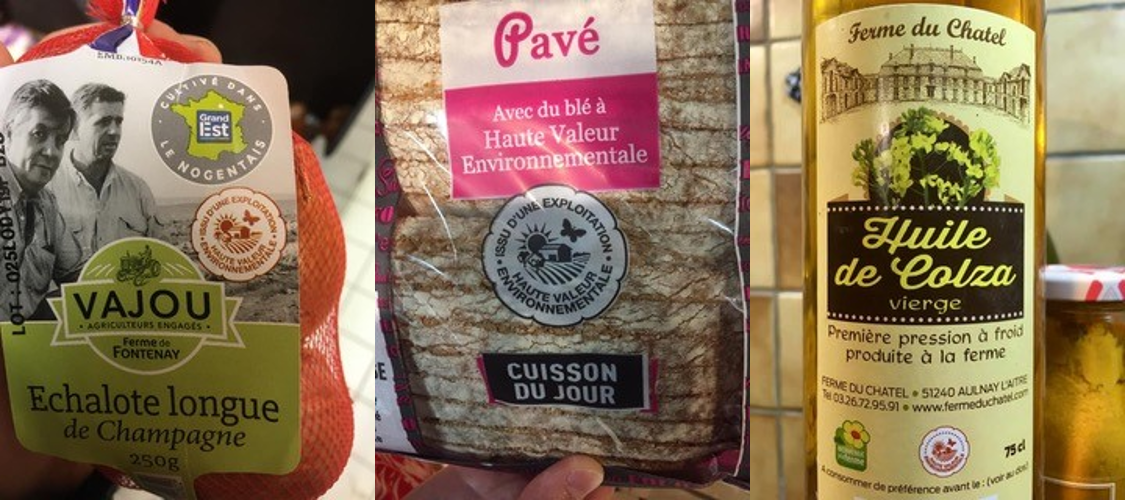 CULTIVÉ DANS
LE NOGENTAIS
Grand
Est
ISSU D'UNE EXPLOITATION
HAUTE VALEUR
ENVIRONNEMENTALE
VAJOU
AGRICULTEURS ENGAGÉS
Ferme de
FONTENAY
Echalote longue
de Champagne
250g
Pavé
Avec du blé à
Haute Valeur
Environnementale
• ISSU D'UNE EXPLOITATION •
HAUTE VALEUR
ENVIRONNEMENTALE
CUISSON
DU JOUR
Ferme du Chatel
Huile
de Colza
vierge
Première pression à froid
produite à la ferme
FERME DU CHATEL • 51240 AULNAY L'AITRE
Tel 03.26.72.95.91 • www.fermeduchatel.com
75 cl
A consommer de préférence avant le : (voir au dos)